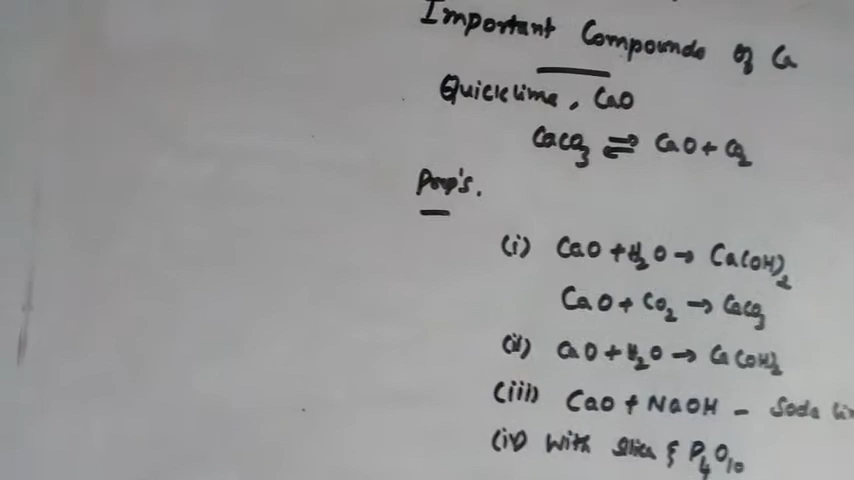 Important Compounds of Ca
Quicklime, CaO
CaCO3 ⇌ CaO + CO2
Prop's.
(i) CaO + H2O → Ca(OH)2
CaO + CO2 → CaCO3
(ii) CaO + H2O → Ca(OH)2
(iii) CaO + NaOH – Soda li
(iv) With silica & P4O10